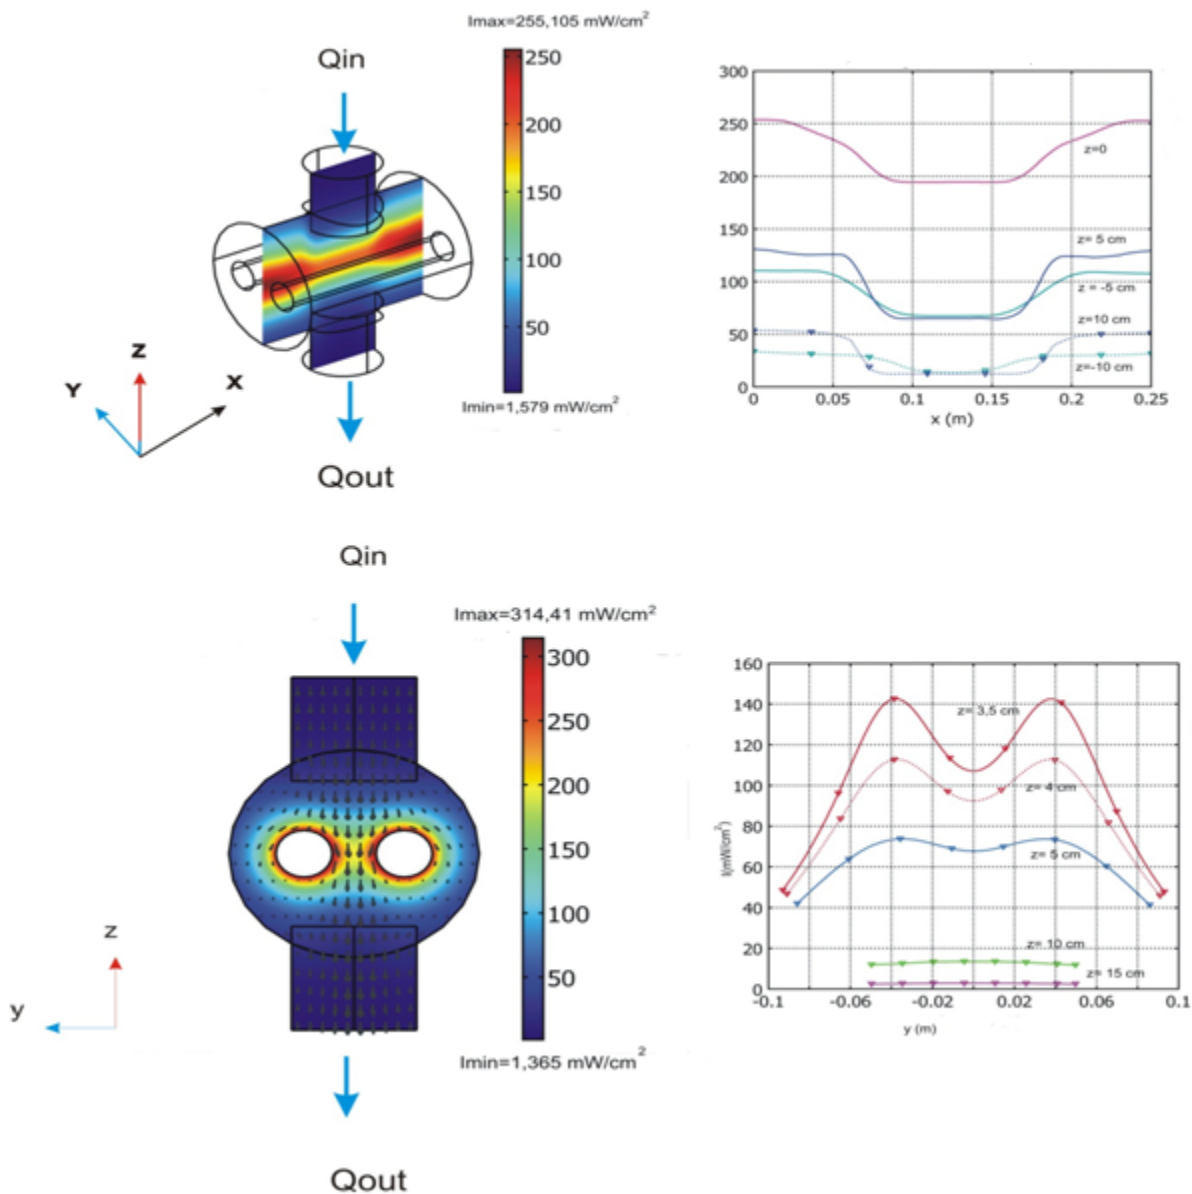 Imax=255,105 mW/cm2
Qin
250
200
150
100
50
Imin=1,579 mW/cm2
Z
Y
X
Qout
300
250
200
150
100
50
0
z=0
z= 5 cm
z = -5 cm
z=10 cm
z=-10 cm
0 0.05 0.1 0.15 0.2 0.25
x (m)
Qin
Imax=314,41 mW/cm2
300
250
200
150
100
50
Imin=1,365 mW/cm2
z
y
Qout
160
140
120
100
80
60
40
20
0
I(mW/cm2)
z= 3,5 cm
z= 4 cm
z= 5 cm
z= 10 cm
z= 15 cm
-0.1 -0.06 -0.02 0.02 0.06 0.1
y (m)